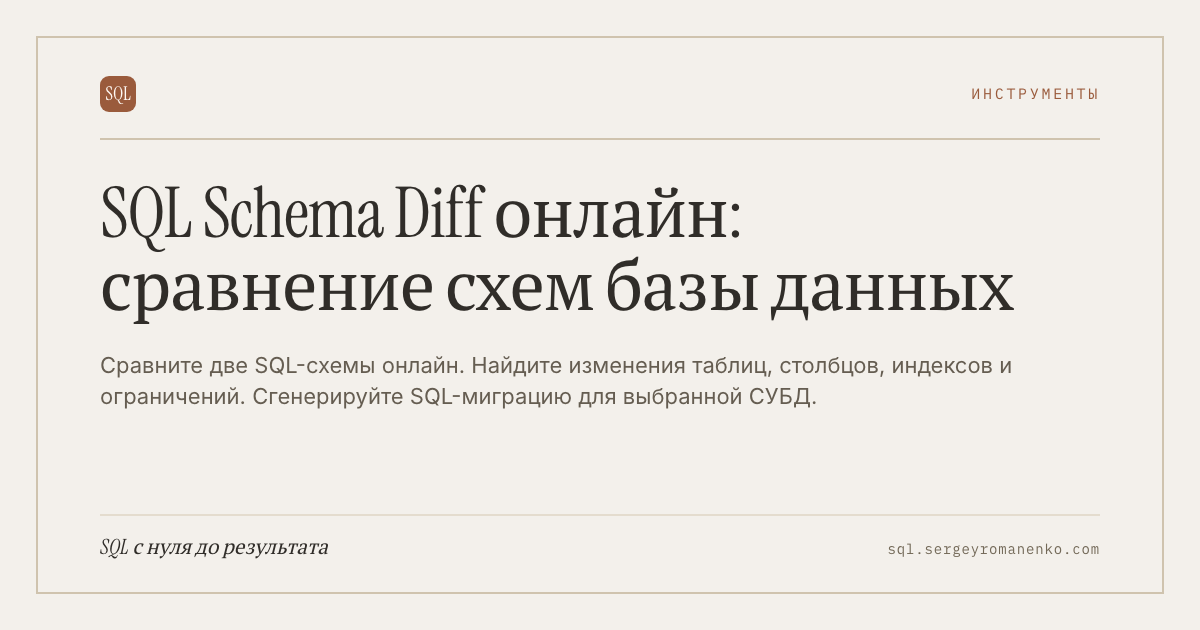 SQL
ИНСТРУМЕНТЫ
SQL Schema Diff онлайн:
сравнение схем базы данных
Сравните две SQL-схемы онлайн. Найдите изменения таблиц, столбцов, индексов и
ограничений. Сгенерируйте SQL-миграцию для выбранной СУБД.
SQL с нуля до результата
sql.sergeyromanenko.com